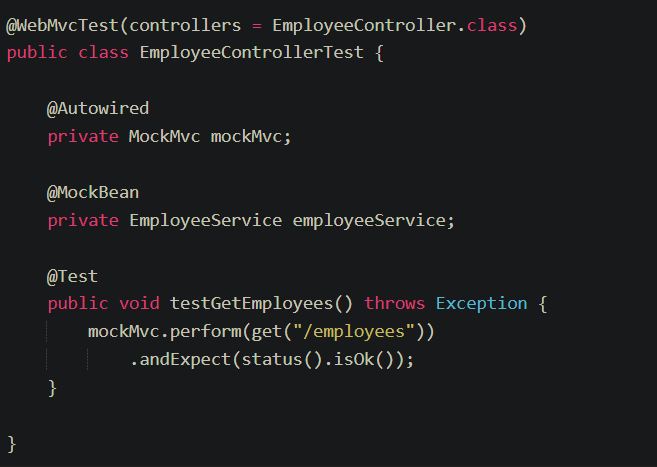 @WebMvcTest(controllers = EmployeeController.class)
public class EmployeeControllerTest {
@Autowired
private MockMvc mockMvc;
@MockBean
private EmployeeService employeeService;
@Test
public void testGetEmployees() throws Exception {
mockMvc.perform(get("/employees"))
.andExpect(status().isOk());
}
}